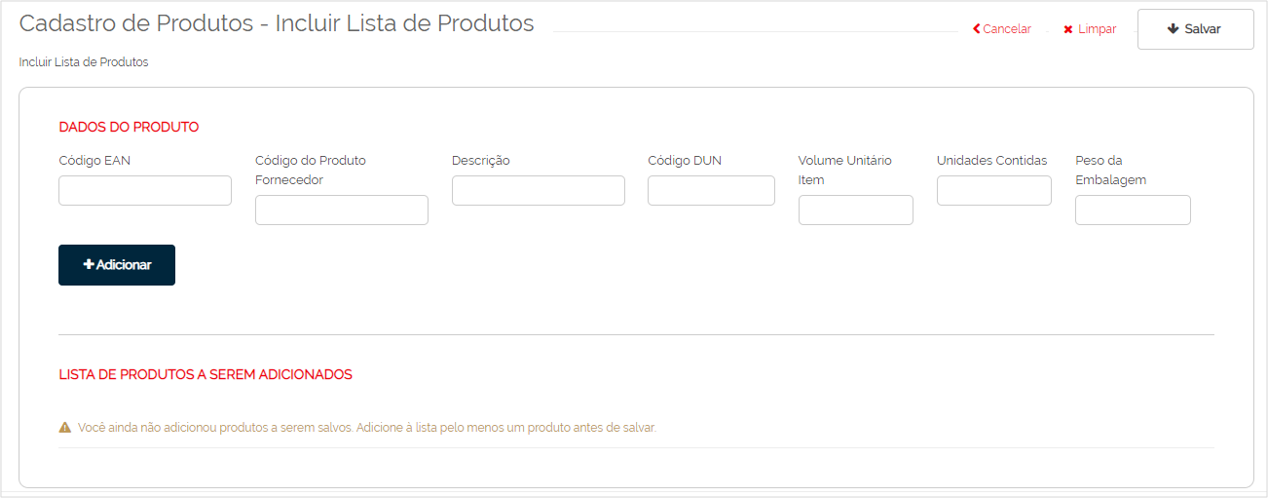 Cadastro de Produtos - Incluir Lista de Produtos
Cancelar
Limpar
Salvar
Incluir Lista de Produtos
DADOS DO PRODUTO
Código EAN
Código do Produto
Fornecedor
Descrição
Código DUN
Volume Unitário
Item
Unidades Contidas
Peso da
Embalagem
Adicionar
LISTA DE PRODUTOS A SEREM ADICIONADOS
Você ainda não adicionou produtos a serem salvos. Adicione à lista pelo menos um produto antes de salvar.